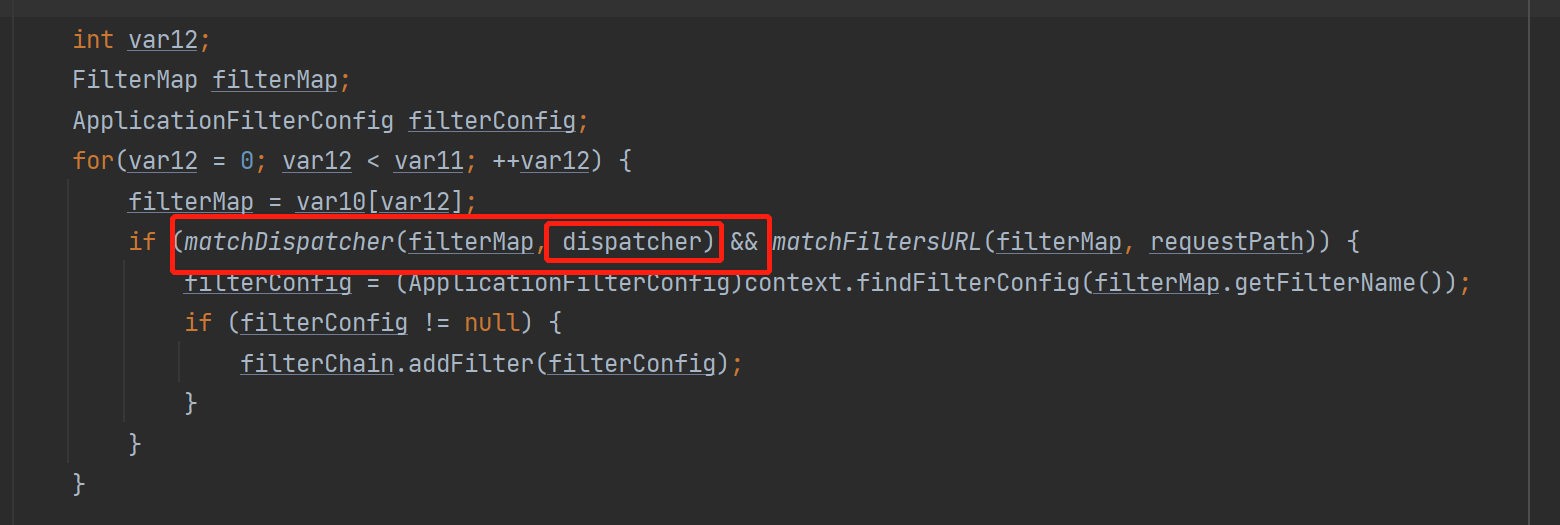 int var12;
FilterMap filterMap;
ApplicationFilterConfig filterConfig;
for(var12 = 0; var12 < var11; ++var12) {
filterMap = var10[var12];
if (matchDispatcher(filterMap, dispatcher) && matchFiltersURL(filterMap, requestPath)) {
filterConfig = (ApplicationFilterConfig)context.findFilterConfig(filterMap.getFilterName());
if (filterConfig != null) {
filterChain.addFilter(filterConfig);
}
}
}